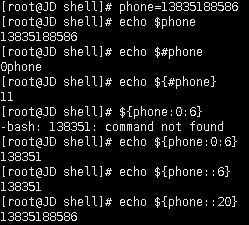 [root@JD shell]# phone=13835188586
[root@JD shell]# echo $phone
13835188586
[root@JD shell]# echo $#phone
0phone
[root@JD shell]# echo ${#phone}
11
[root@JD shell]# ${phone:0:6}
-bash: 138351: command not found
[root@JD shell]# echo ${phone:0:6}
138351
[root@JD shell]# echo ${phone::6}
138351
[root@JD shell]# echo ${phone::20}
13835188586